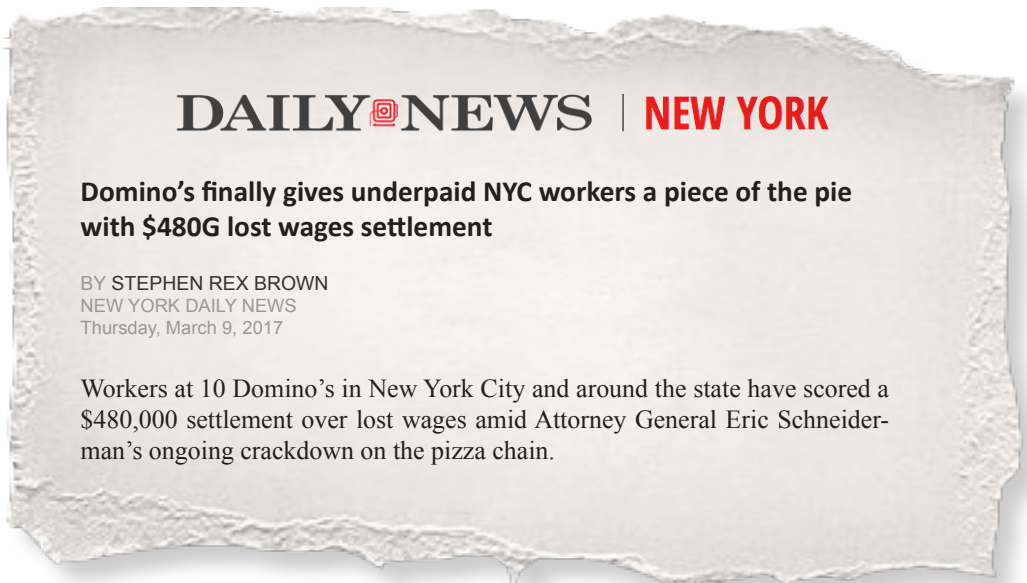 DAILY NEWS | NEW YORK
Domino’s finally gives underpaid NYC workers a piece of the pie
with $480G lost wages settlement
BY STEPHEN REX BROWN
NEW YORK DAILY NEWS
Thursday, March 9, 2017
Workers at 10 Domino’s in New York City and around the state have scored a
$480,000 settlement over lost wages amid Attorney General Eric Schneider-
man’s ongoing crackdown on the pizza chain.